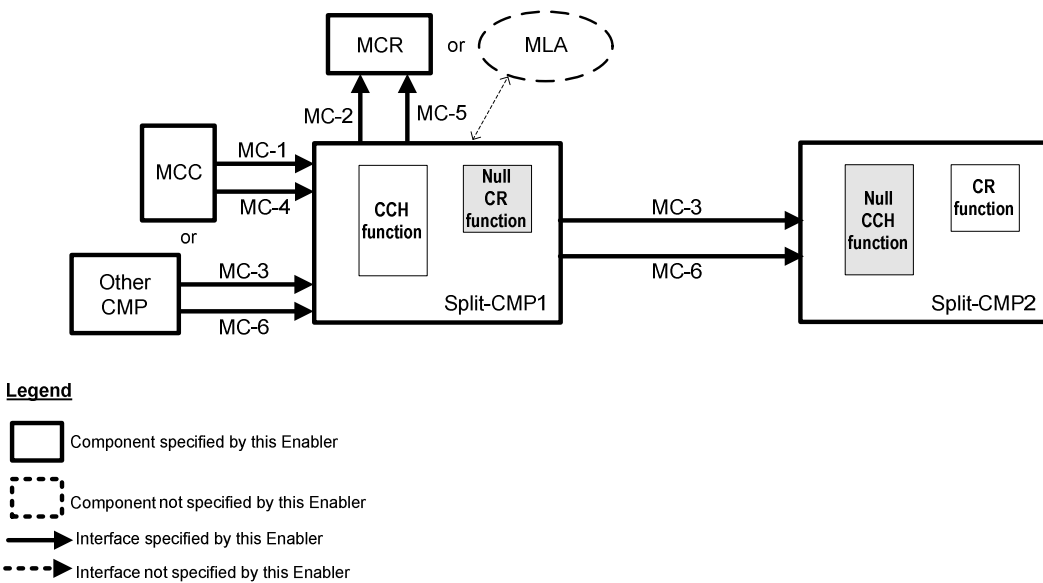 MCR
or
MLA
MC-2
MC-5
MCC
MC-1
MC-4
or
Other
CMP
MC-3
MC-6
CCH
function
Null
CR
function
Split-CMP1
MC-3
MC-6
Null
CCH
function
CR
function
Split-CMP2
Legend
Component specified by this Enabler
Component not specified by this Enabler
Interface specified by this Enabler
Interface not specified by this Enabler